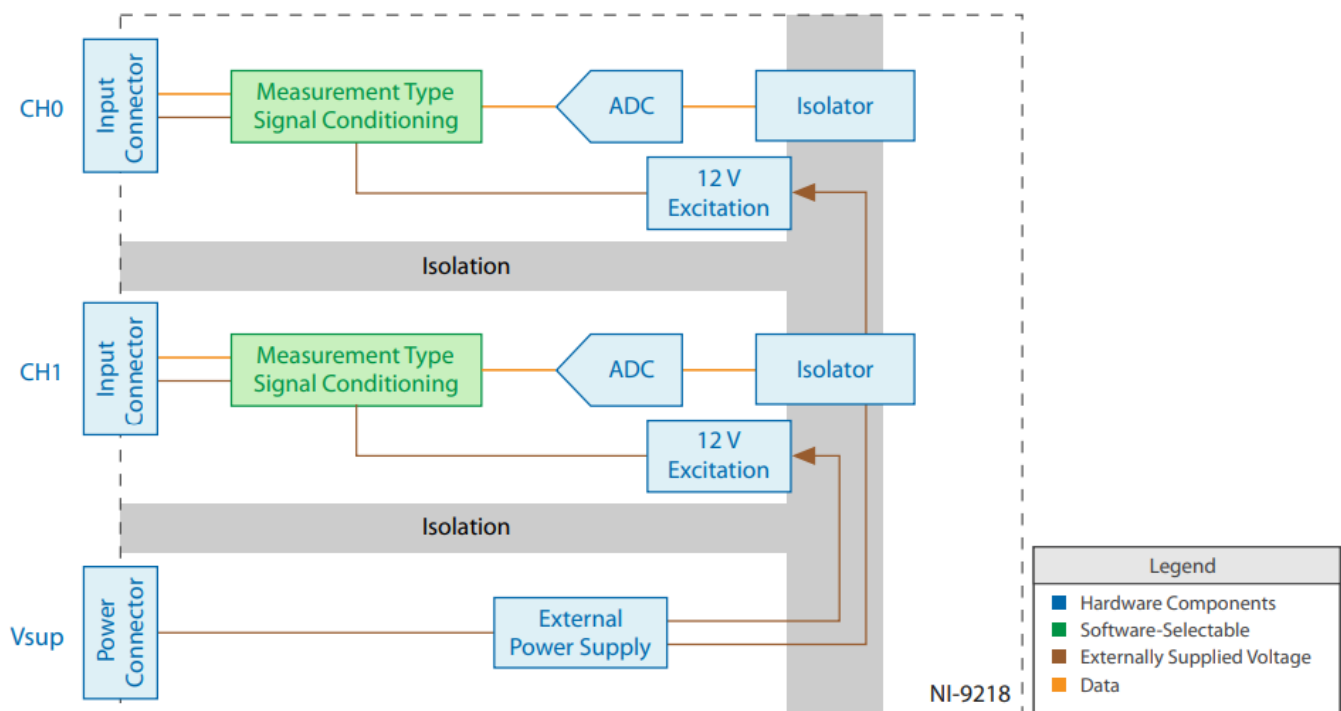 CH0
Input
Connector
Measurement Type
Signal Conditioning
ADC
Isolator
12 V
Excitation
Isolation
CH1
Input
Connector
Measurement Type
Signal Conditioning
ADC
Isolator
12 V
Excitation
Isolation
Vsup
Power
Connector
External
Power Supply
NI-9218
Legend
Hardware Components
Software-Selectable
Externally Supplied Voltage
Data